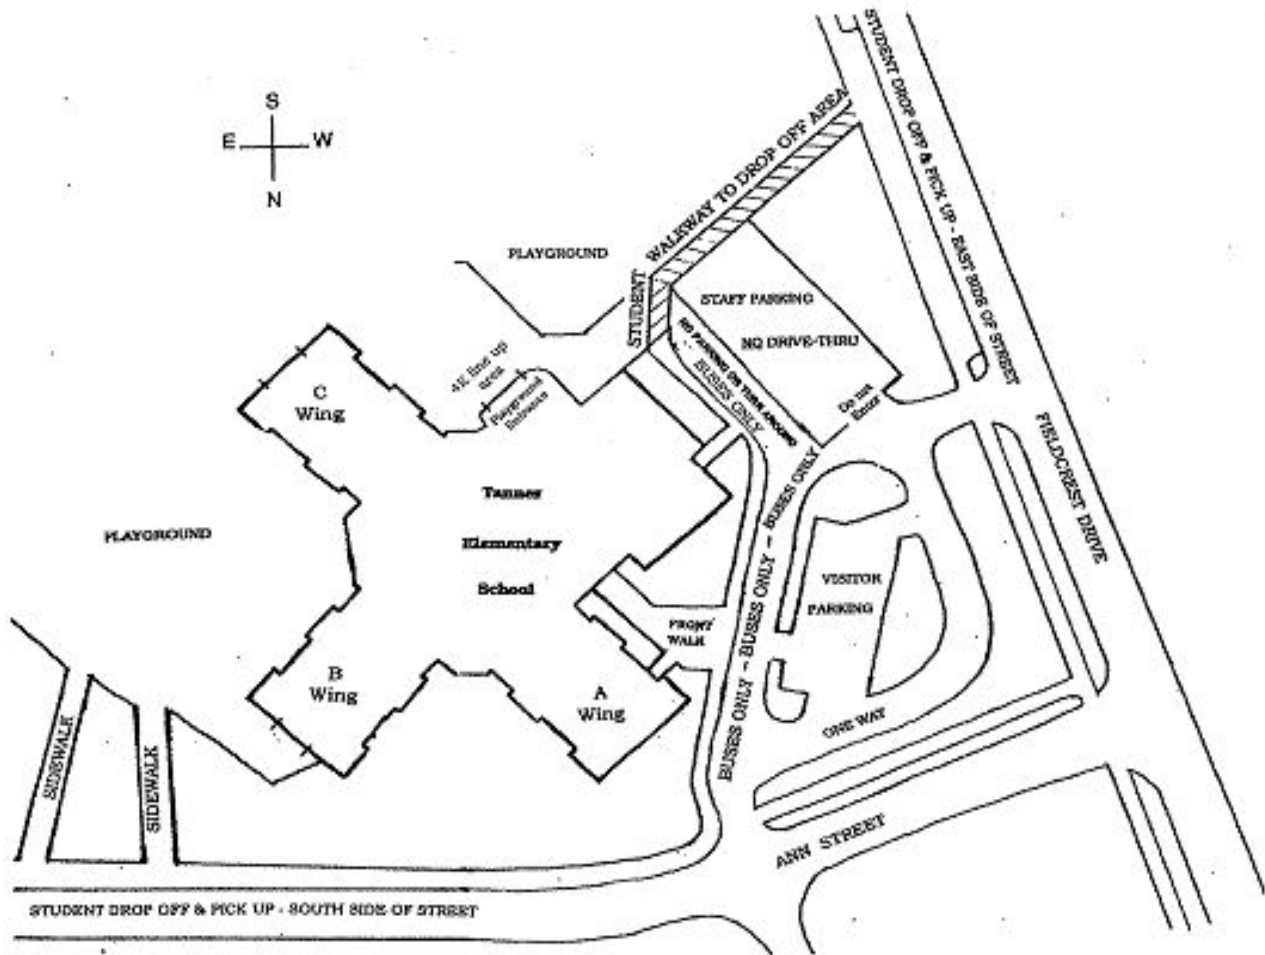 S
E W
N
STUDENT DROP OFF & PICK UP - EAST SIDE OF STREET
STUDENT WALKWAY TO DROP OFF AREA
PLAYGROUND
STAFF PARKING
NO DRIVE-THRU
NO PARKING OR TURN AROUND
BUSES ONLY
Do not
Enter
4E line up
area
Playground
Entrance
C
Wing
FIELDCREST DRIVE
Tanner
Elementary
School
PLAYGROUND
BUSES ONLY - BUSES ONLY - BUSES ONLY - BUSES ONLY
VISITOR
PARKING
FRONT
WALK
B
Wing
A
Wing
ONE WAY
SIDEWALK
SIDEWALK
ANN STREET
STUDENT DROP OFF & PICK UP - SOUTH SIDE OF STREET